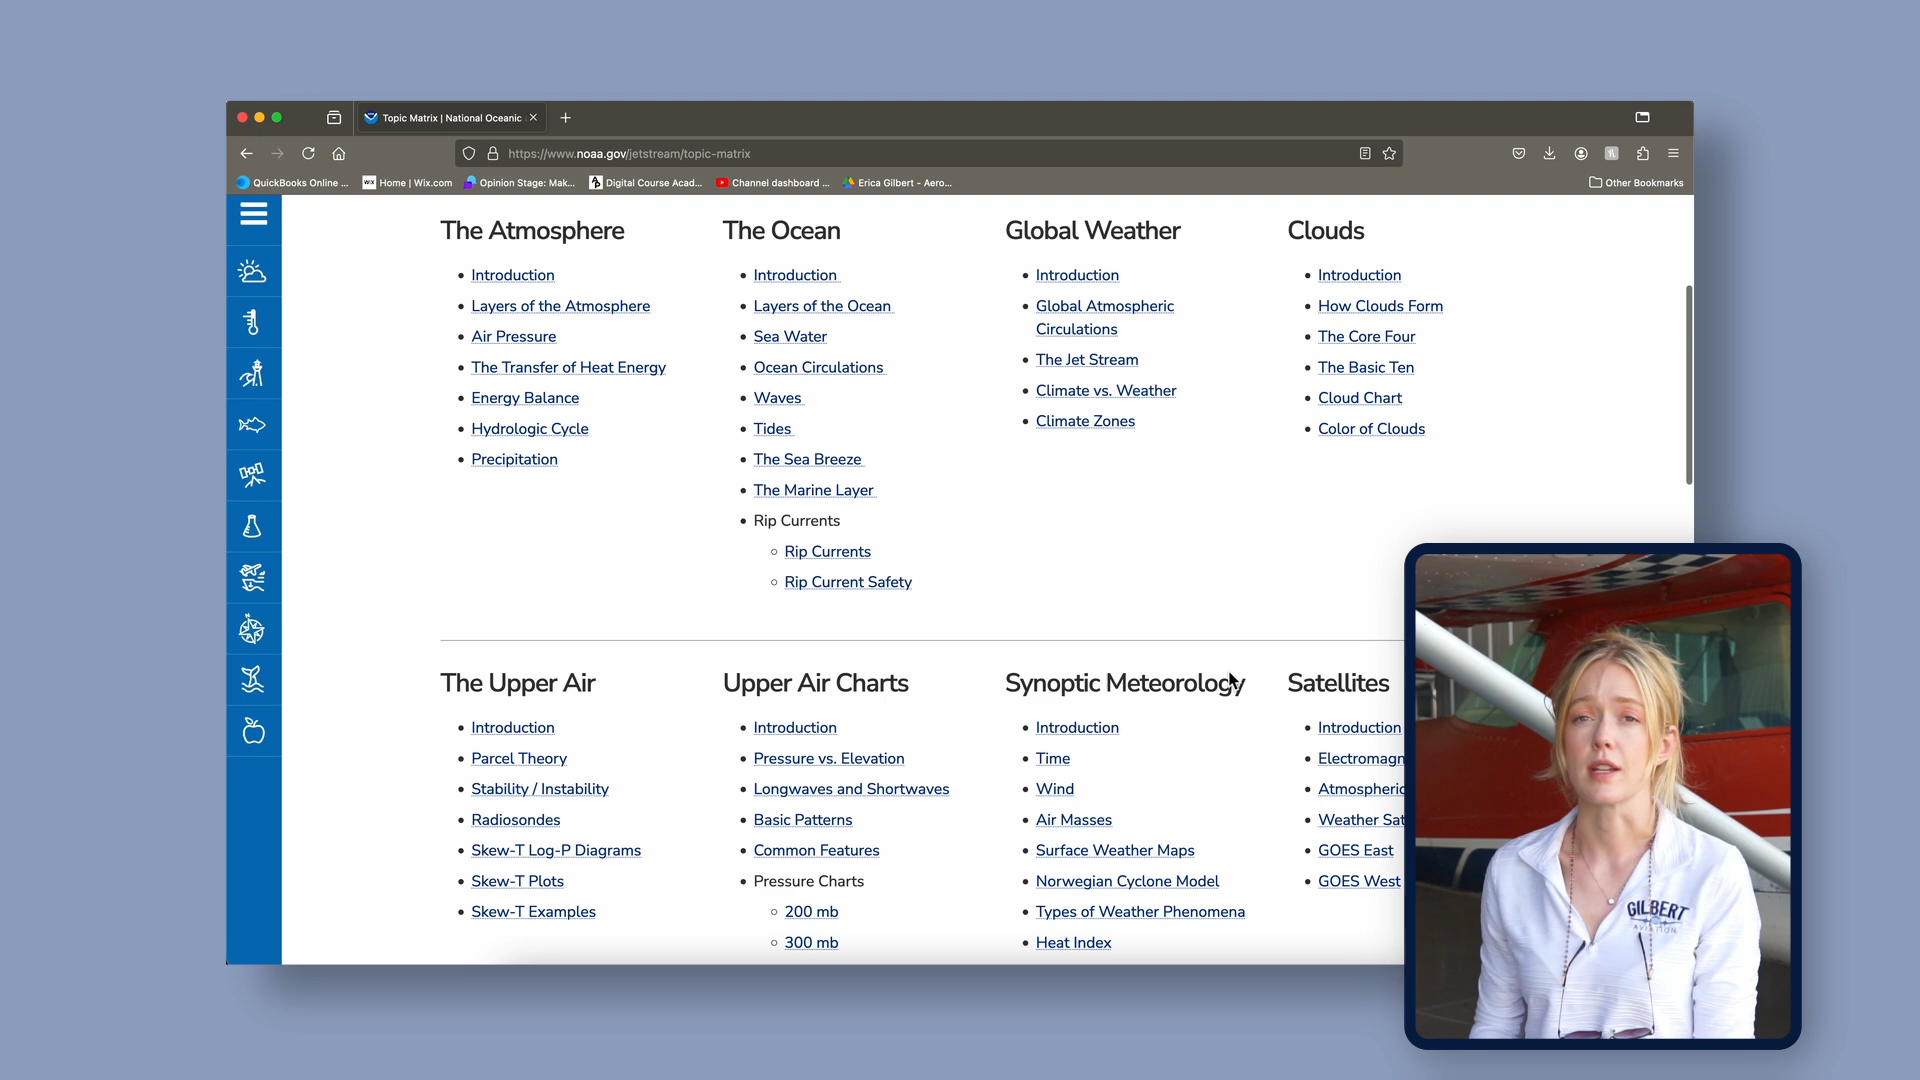 Topic Matrix | National Oceanic
https://www.noaa.gov/jetstream/topic-matrix
QuickBooks Online ...
WiX Home | Wix.com
Opinion Stage: Mak...
Digital Course Acad...
Channel dashboard ...
Erica Gilbert - Aero...
Other Bookmarks
The Atmosphere
Introduction
Layers of the Atmosphere
Air Pressure
The Transfer of Heat Energy
Energy Balance
Hydrologic Cycle
Precipitation
The Ocean
Introduction
Layers of the Ocean
Sea Water
Ocean Circulations
Waves
Tides
The Sea Breeze
The Marine Layer
Rip Currents
Rip Currents
Rip Current Safety
Global Weather
Introduction
Global Atmospheric
Circulations
The Jet Stream
Climate vs. Weather
Climate Zones
Clouds
Introduction
How Clouds Form
The Core Four
The Basic Ten
Cloud Chart
Color of Clouds
The Upper Air
Introduction
Parcel Theory
Stability / Instability
Radiosondes
Skew-T Log-P Diagrams
Skew-T Plots
Skew-T Examples
Upper Air Charts
Introduction
Pressure vs. Elevation
Longwaves and Shortwaves
Basic Patterns
Common Features
Pressure Charts
200 mb
300 mb
Synoptic Meteorology
Introduction
Time
Wind
Air Masses
Surface Weather Maps
Norwegian Cyclone Model
Types of Weather Phenomena
Heat Index
Satellites
Introduction
Electromagn
Atmospheric
Weather Sat
GOES East
GOES West
GILBERT
AVIATION